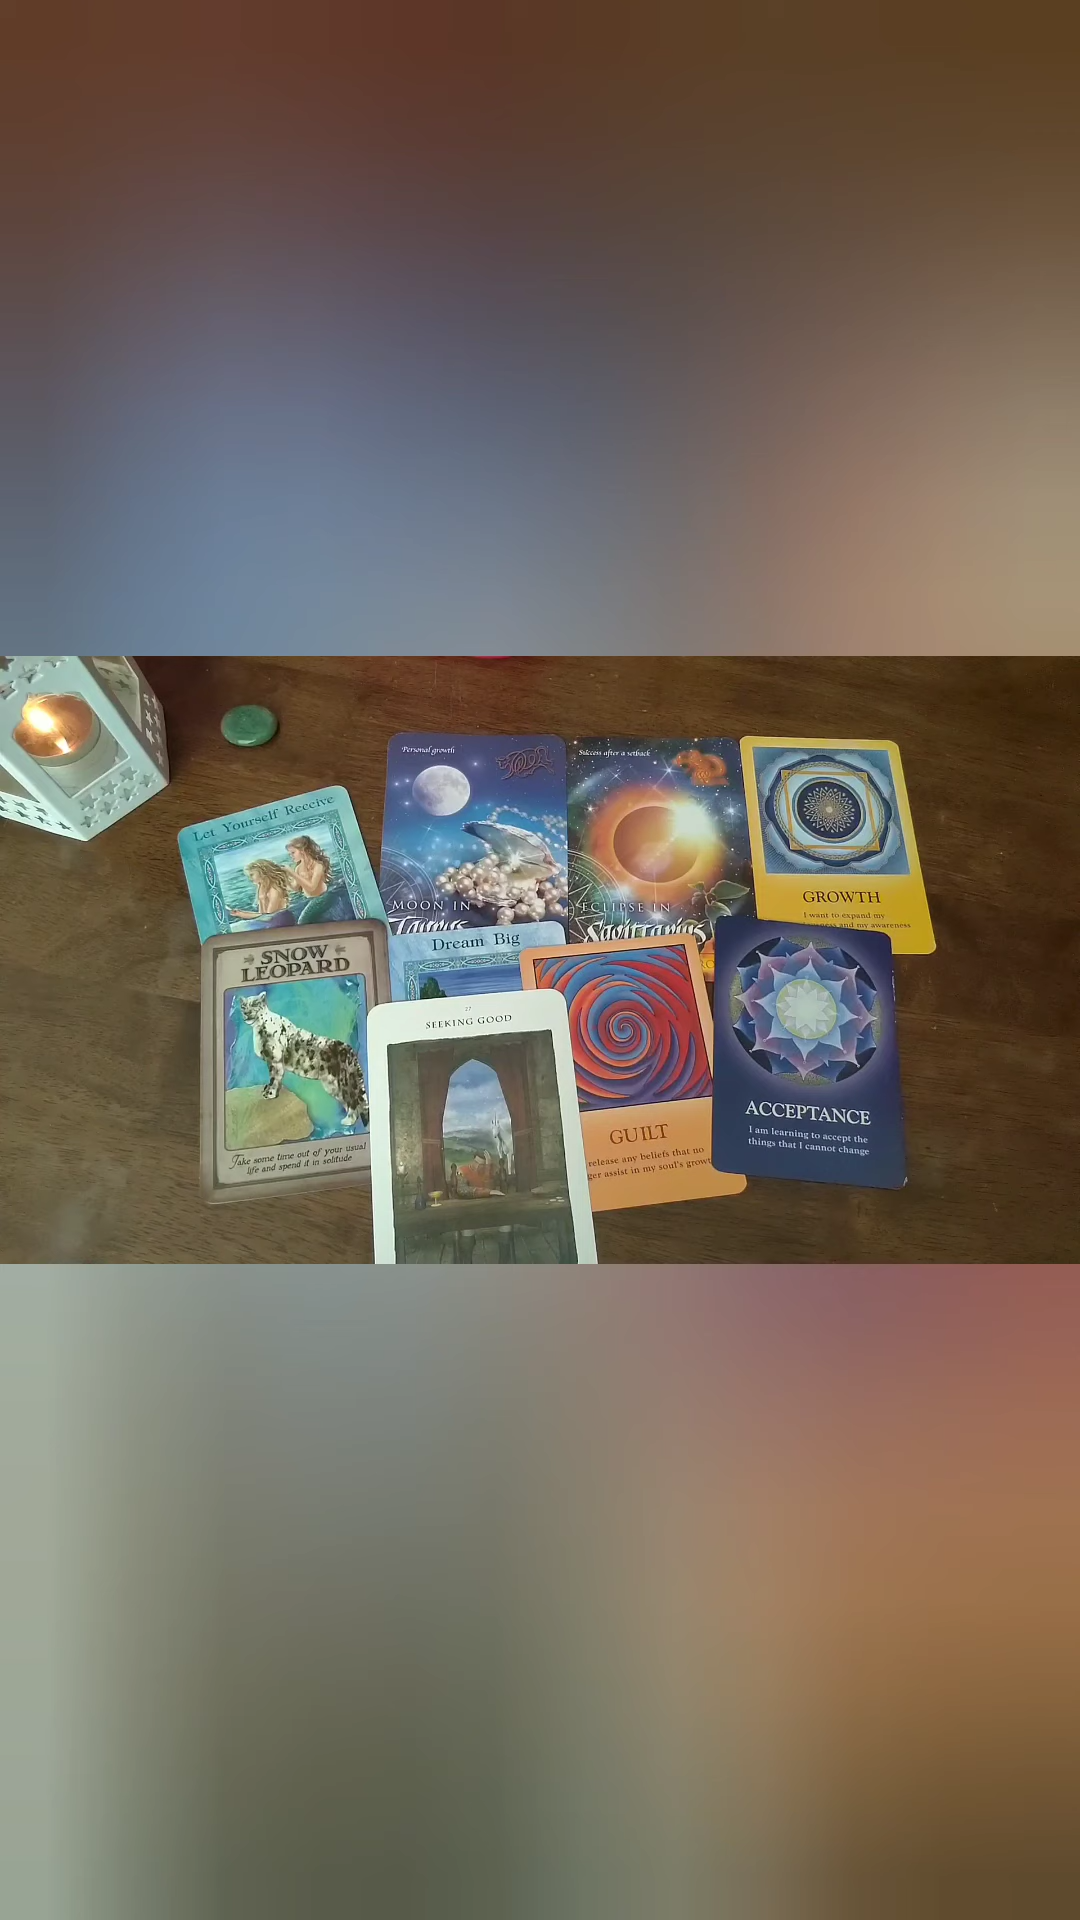 Let Yourself Receive
Personal growth
MOON IN
Taurus
Success after a setback
ECLIPSE IN
Sagittarius
GROWTH
I want to expand my
and my awareness
SNOW
LEOPARD
Take some time out of your usual
life and spend it in solitude
Dream Big
27
SEEKING GOOD
GUILT
release any beliefs that no
assist in my soul's growth
ACCEPTANCE
I am learning to accept the
things that I cannot change